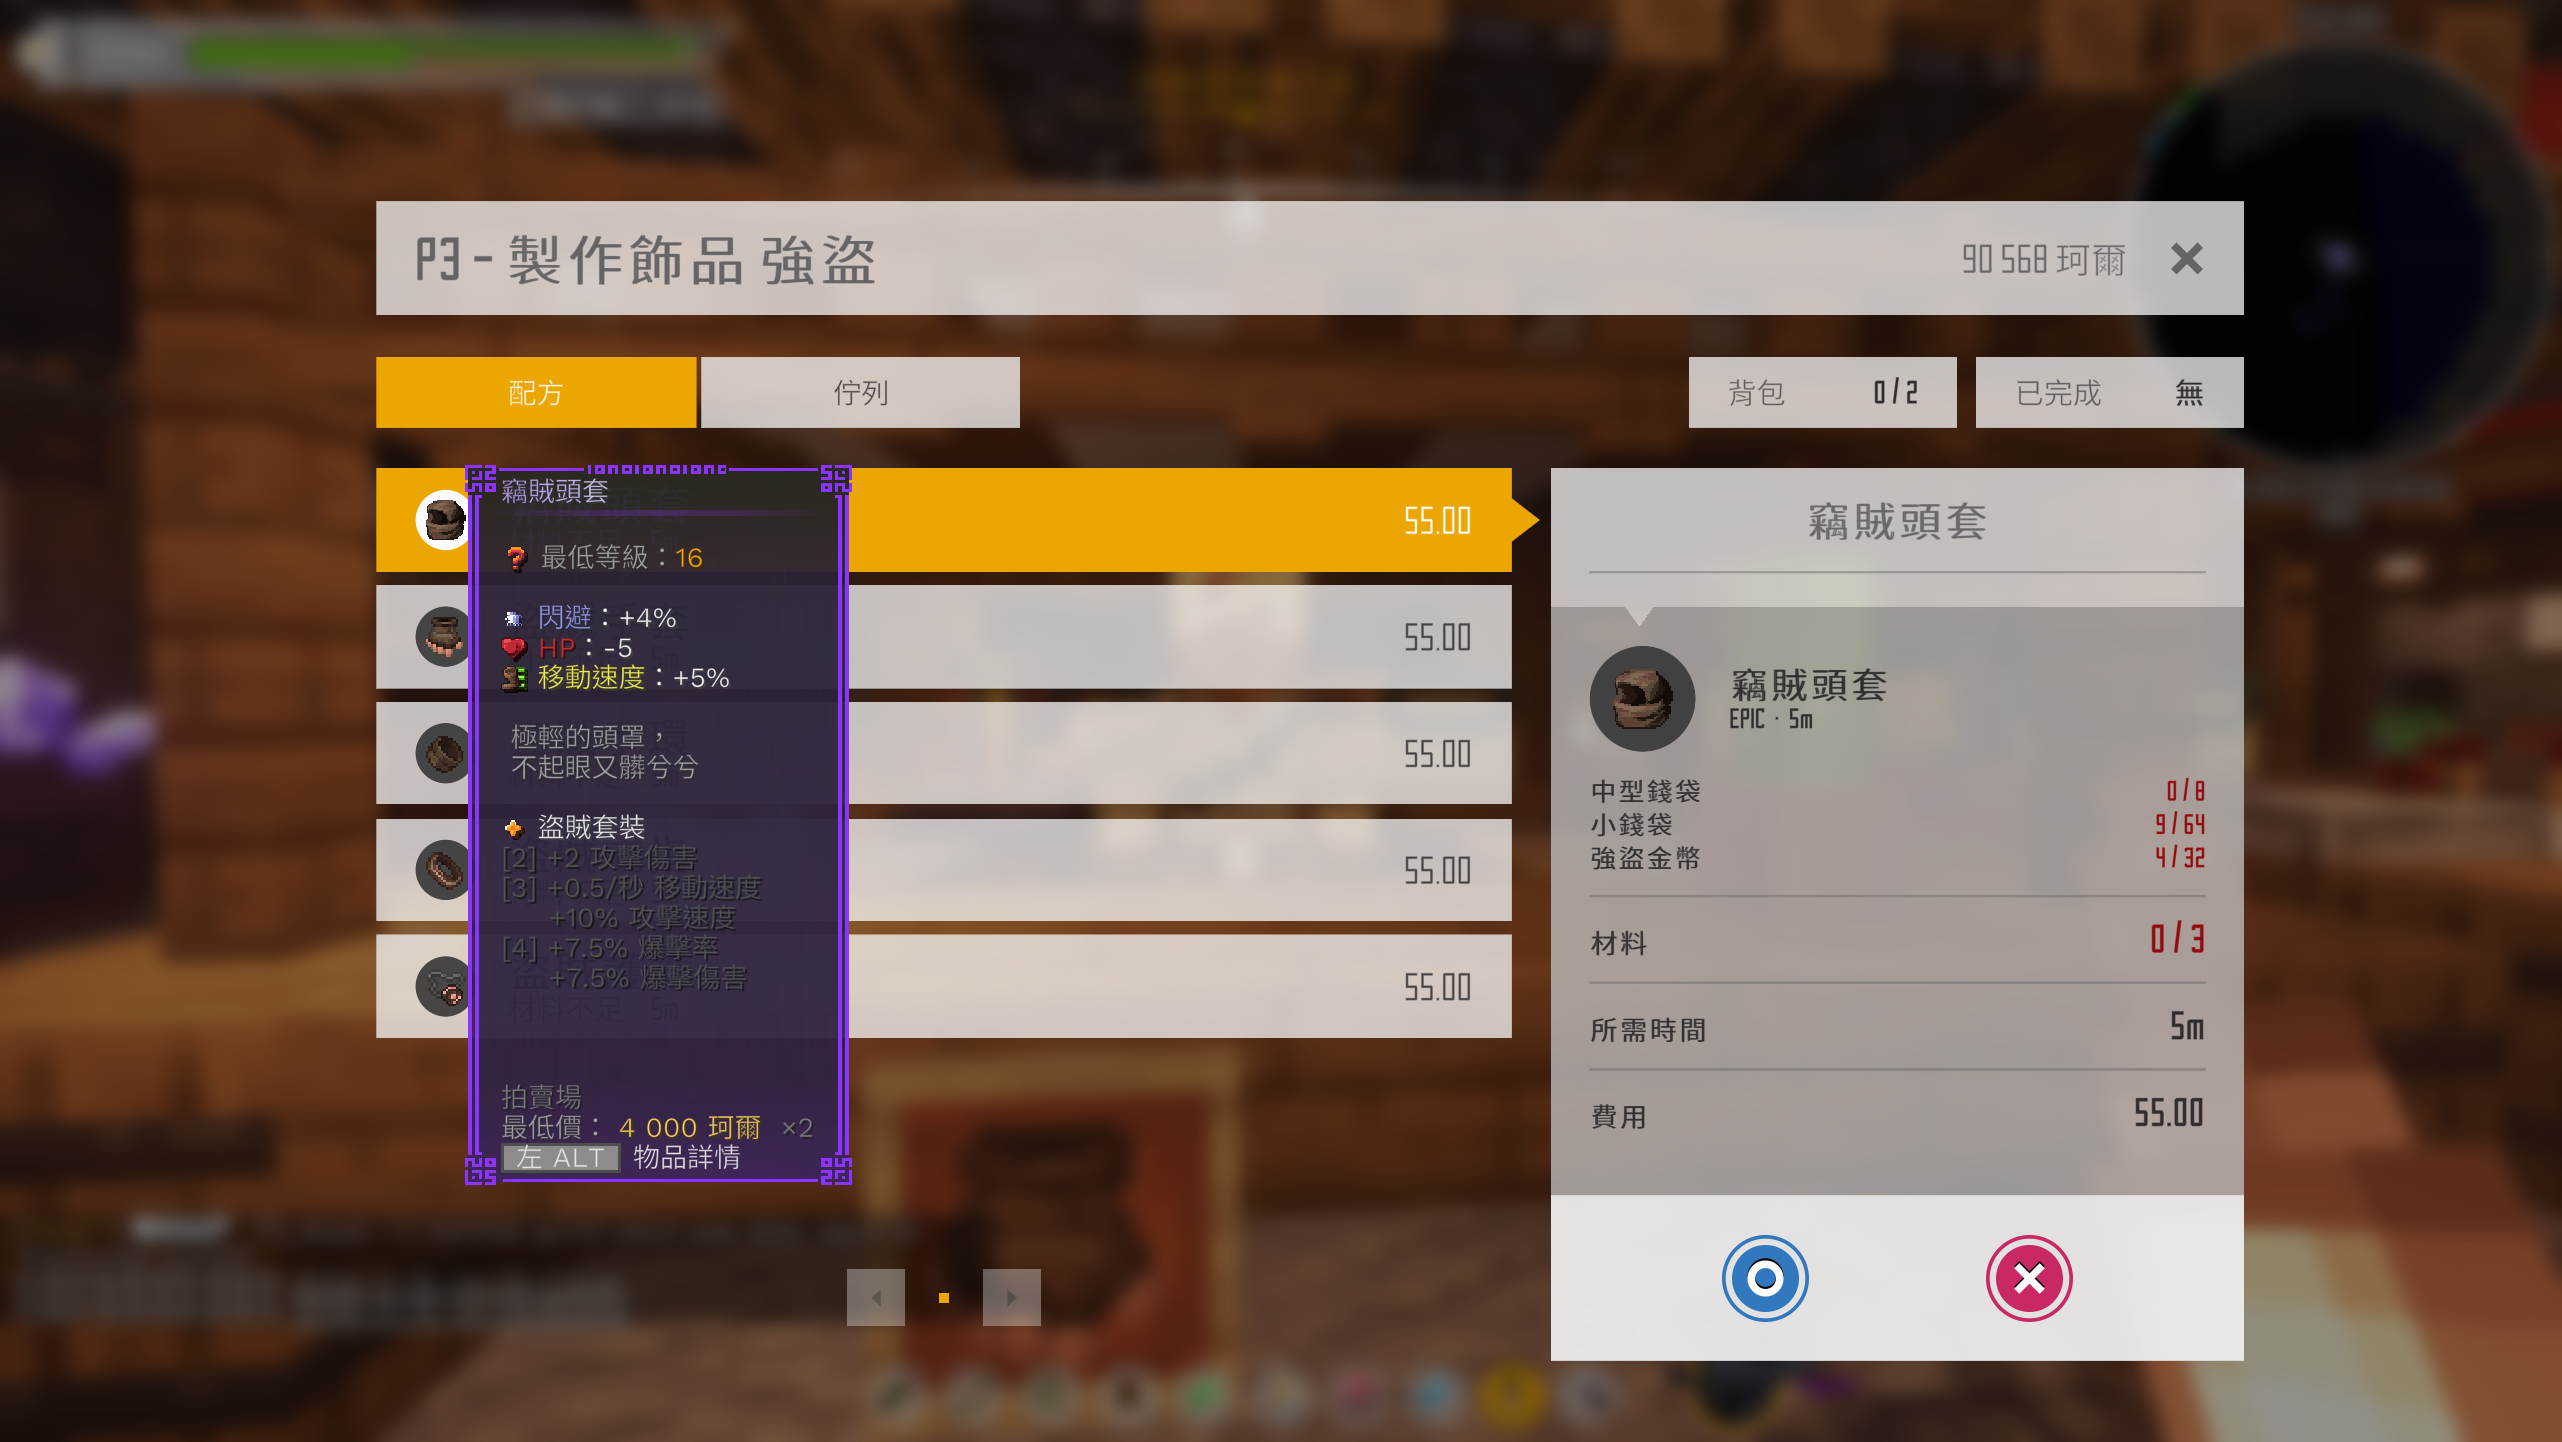 P3 - 製作飾品 強盜
90 568 珂爾
配方
佇列
背包 0/2
已完成 無
竊賊頭套
最低等級：16
閃避：+4%
HP：-5
移動速度：+5%
極輕的頭罩，
不起眼又髒兮兮
盜賊套裝
[2] +2 攻擊傷害
[3] +0.5/秒 移動速度
+10% 攻擊速度
[4] +7.5% 爆擊率
+7.5% 爆擊傷害
材料不足 5m
拍賣場
最低價： 4 000 珂爾 ×2
左 ALT 物品詳情
55.00
55.00
55.00
55.00
55.00
竊賊頭套
竊賊頭套
EPIC · 5m
中型錢袋 0/8
小錢袋 9/64
強盜金幣 4/32
材料 0/3
所需時間 5m
費用 55.00